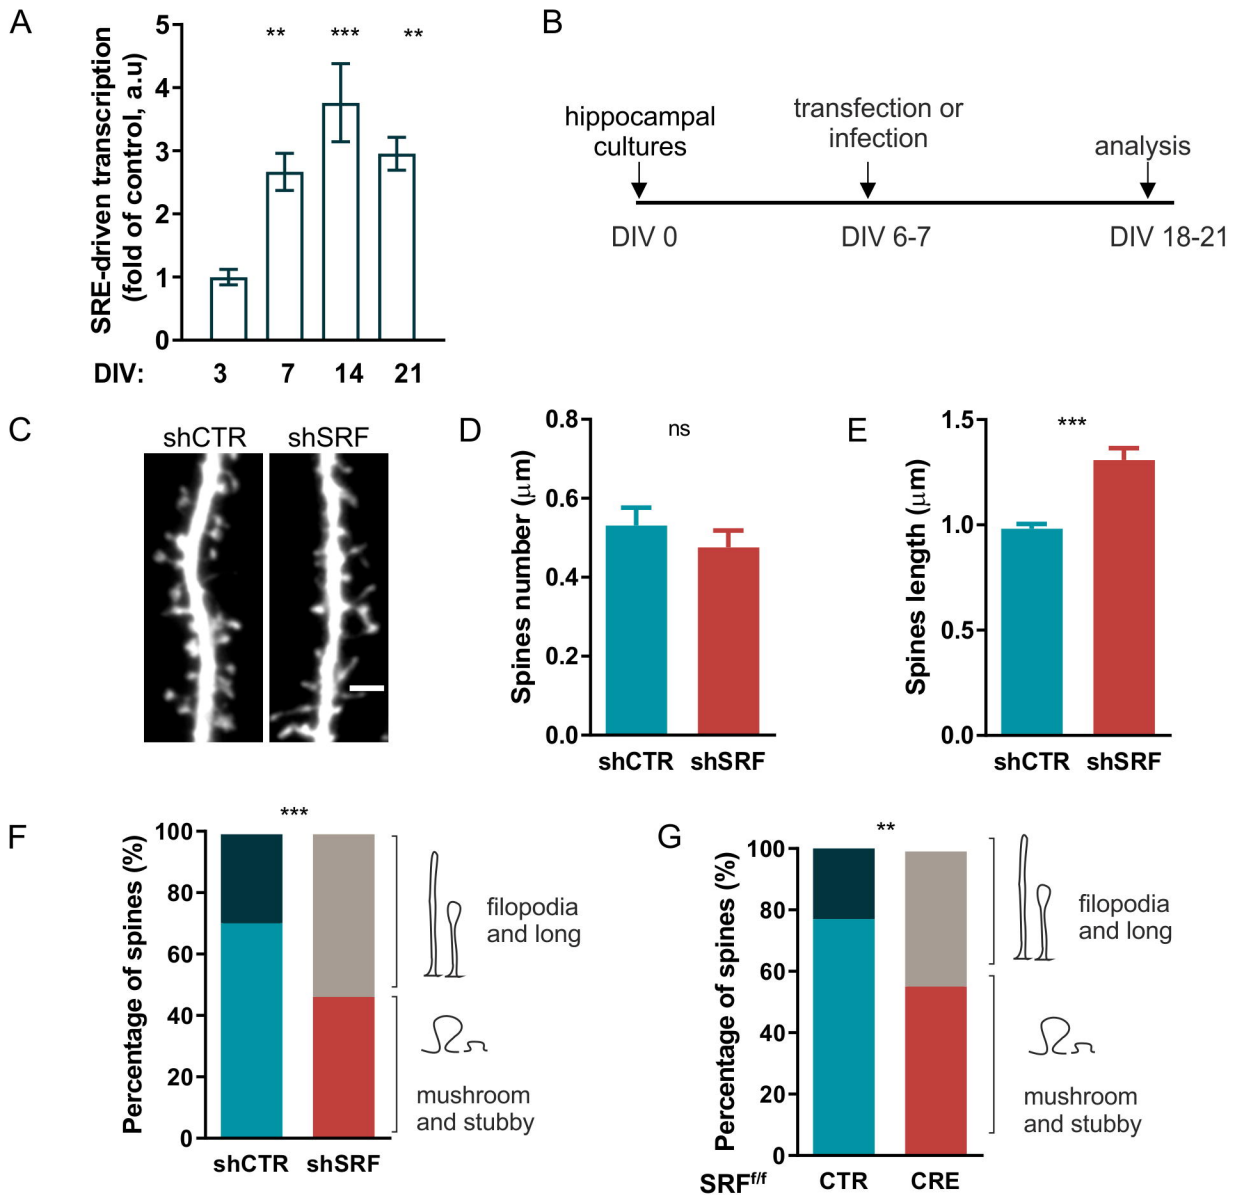 A
SRE-driven transcription
(fold of control, a.u)
5
4
3
2
1
0
** *** **
DIV: 3 7 14 21
B
hippocampal
cultures
transfection or
infection
analysis
DIV 0
DIV 6-7
DIV 18-21
C
shCTR shSRF
D
Spines number (μm)
0.8
0.6
0.4
0.2
0.0
ns
shCTR shSRF
E
Spines length (μm)
1.5
1.0
0.5
0.0
***
shCTR shSRF
F
Percentage of spines (%)
100
80
60
40
20
0
***
shCTR shSRF
filopodia
and long
mushroom
and stubby
G
Percentage of spines (%)
100
80
60
40
20
0
**
SRFf/f CTR CRE
filopodia
and long
mushroom
and stubby